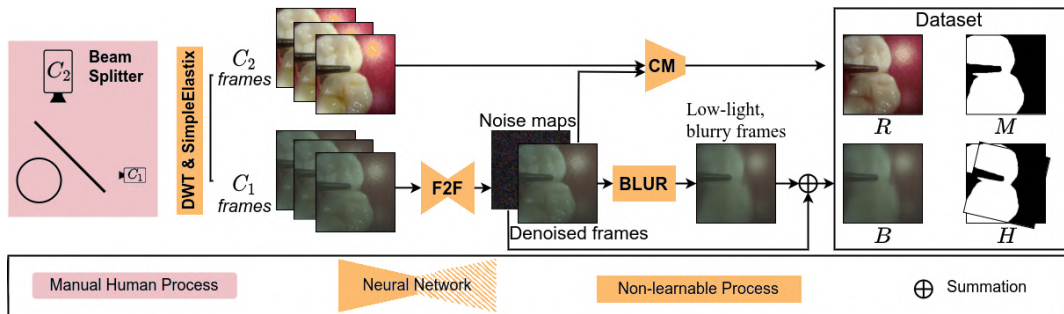 Beam
Splitter
C2
C1
DWT & SimpleElastix
C2
frames
C1
frames
F2F
Noise maps
Denoised frames
BLUR
CM
Low-light,
blurry frames
⊕
Dataset
R
M
B
H
Manual Human Process
Neural Network
Non-learnable Process
⊕ Summation